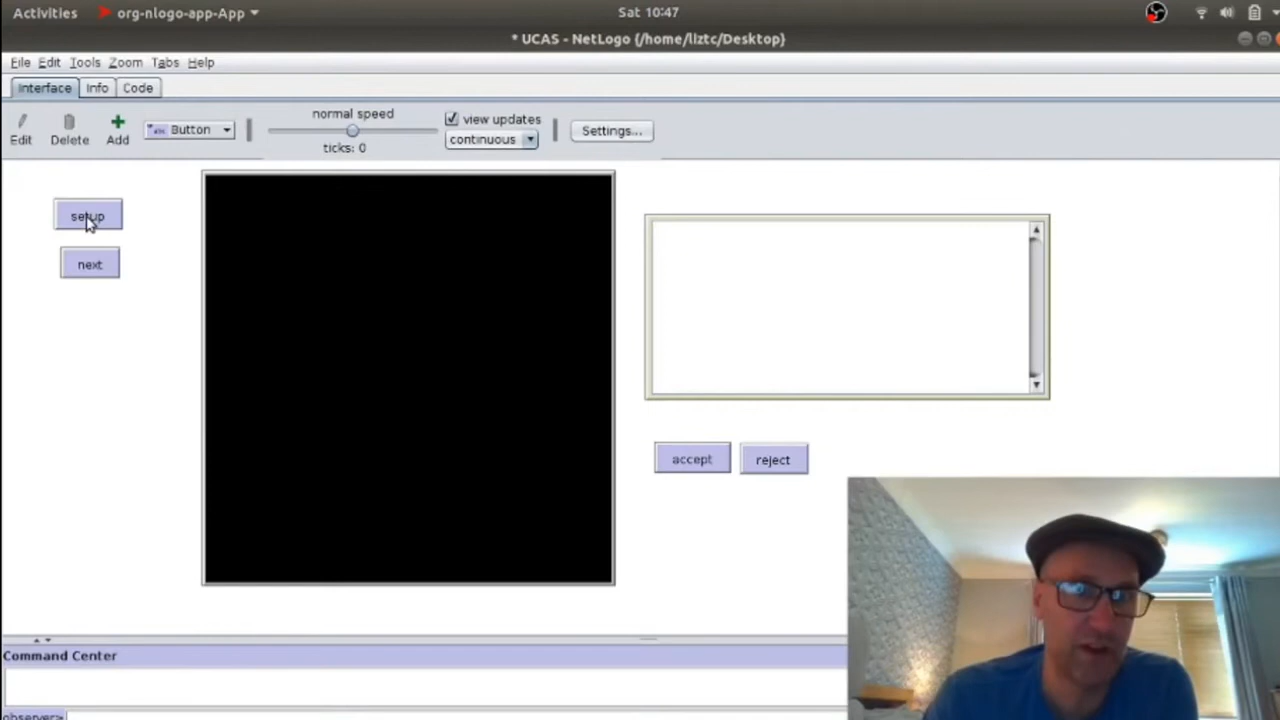 Activities org-nlogo-app-App Sat 10:47
* UCAS - NetLogo {/home/liztc/Desktop}
File Edit Tools Zoom Tabs Help
Interface Info Code
Edit Delete Add Button normal speed ticks: 0 view updates continuous Settings...
setup
next
accept reject
Command Center
observer>